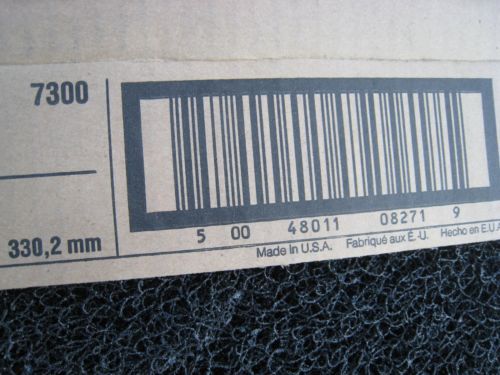 7300
330,2 mm
5 00 48011 08271 9
Made in U.S.A. Fabriqué aux É.-U. Hecho en E.U.A